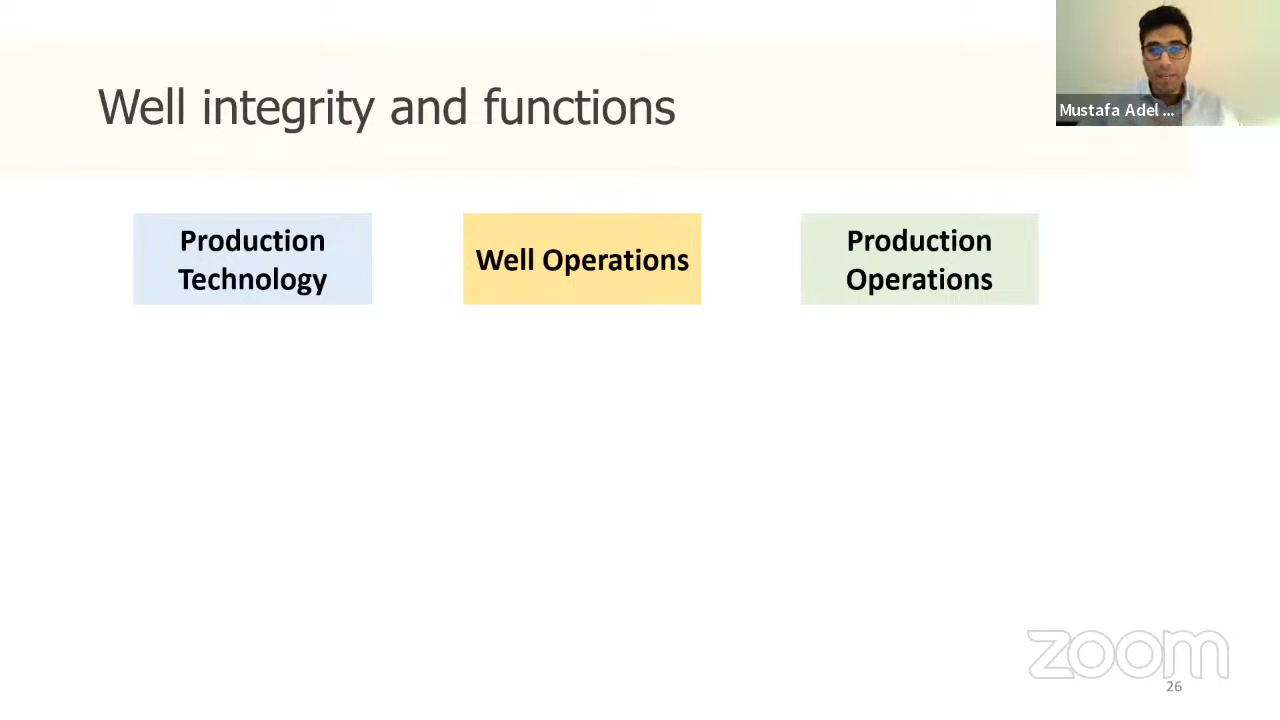 Well integrity and functions
Mustafa Adel ...
Production
Technology
Well Operations
Production
Operations
zoom
26